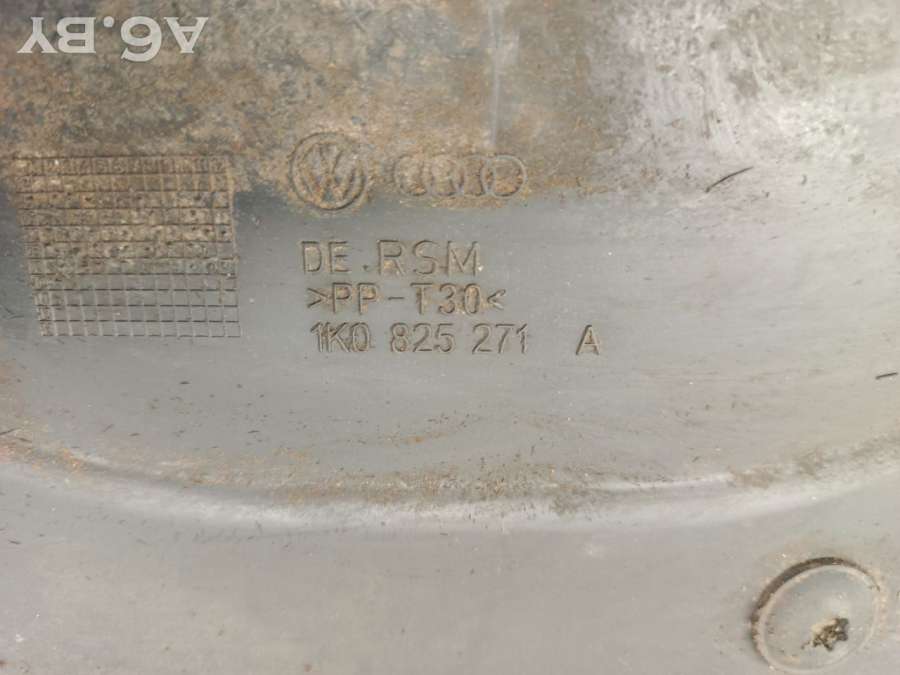 A6.BY
DE.RSM
>PP-T30<
1K0 825 271 A